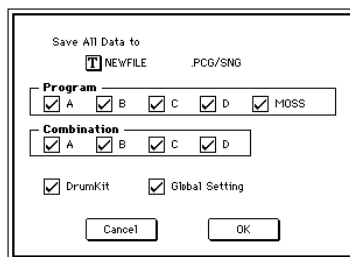 Save All Data to
T NEWFILE .PCG/SNG
Program
A B C D MOSS
Combination
A B C D
DrumKit Global Setting
Cancel OK